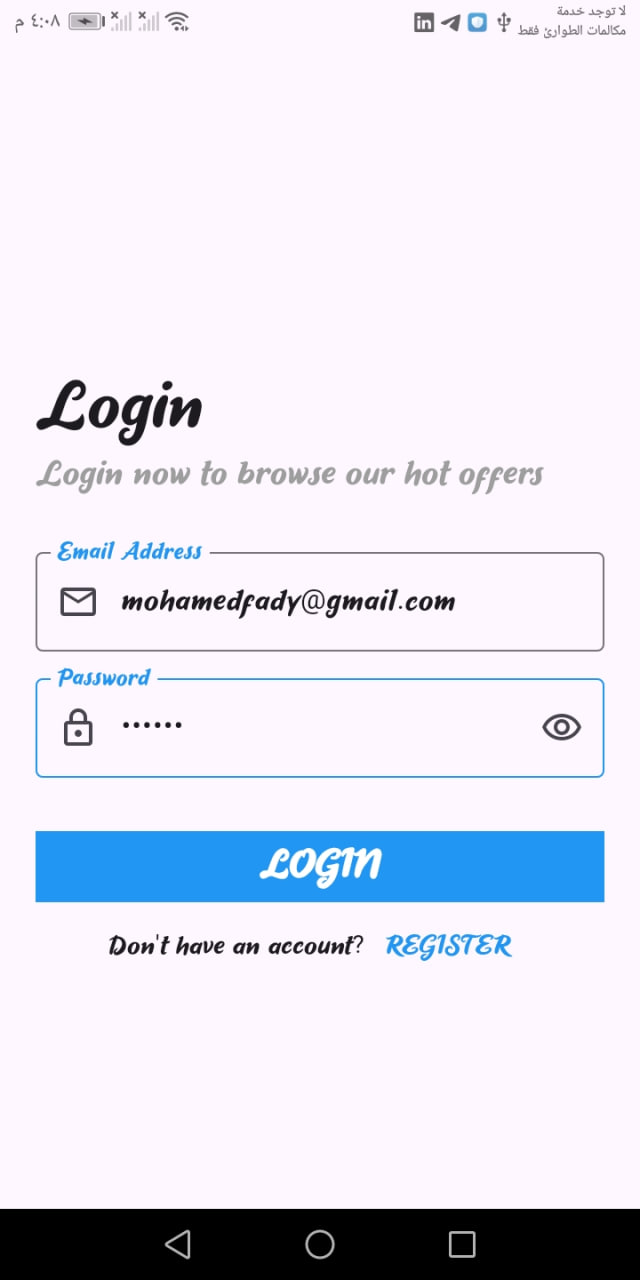 لا توجد خدمة
مكالمات الطوارئ فقط
٤:٠٨ م
in
Login
Login now to browse our hot offers
Email Address
mohamedfady@gmail.com
Password
••••••
LOGIN
Don't have an account? REGISTER